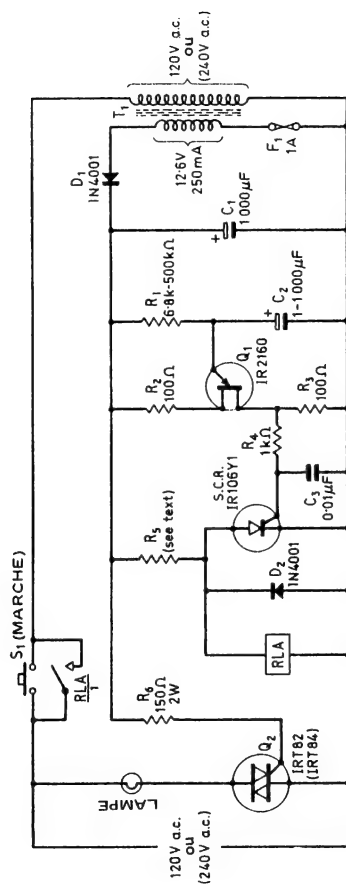 S₁ (MARCHE)
RLA
1
120V a.c.
ou
(240V a.c.)
LAMPE
Q₂
IRT82
(IRT84)
R₆
150Ω
2W
RLA
D₂
1N4001
R₅
(see text)
S.C.R.
IR106Y1
C₃
0·01µF
R₄
1kΩ
R₂
100Ω
Q₁
IR2160
R₃
100Ω
R₁
6·8k-500kΩ
+
C₂
1-1000µF
+
C₁
1000µF
D₁
1N4001
12·6V
250mA
T₁
F₁
1A
120V a.c.
ou
(240V a.c.)